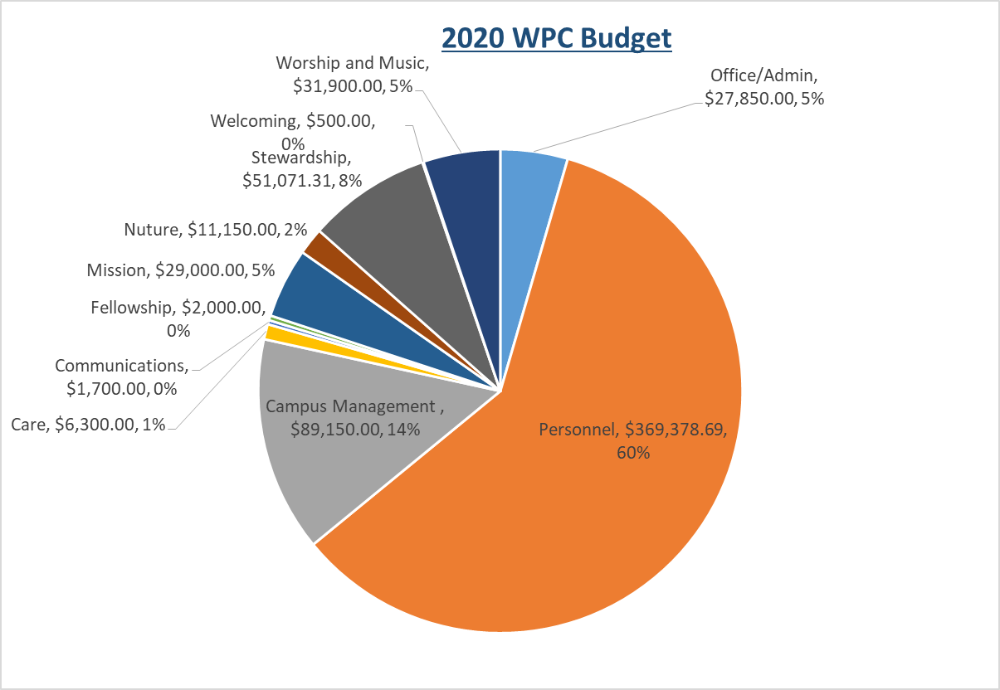 2020 WPC Budget
Worship and Music,
$31,900.00, 5%
Office/Admin,
$27,850.00, 5%
Welcoming, $500.00,
0%
Stewardship,
$51,071.31, 8%
Nuture, $11,150.00, 2%
Mission, $29,000.00, 5%
Fellowship, $2,000.00,
0%
Communications,
$1,700.00, 0%
Care, $6,300.00, 1%
Campus Management ,
$89,150.00, 14%
Personnel, $369,378.69,
60%